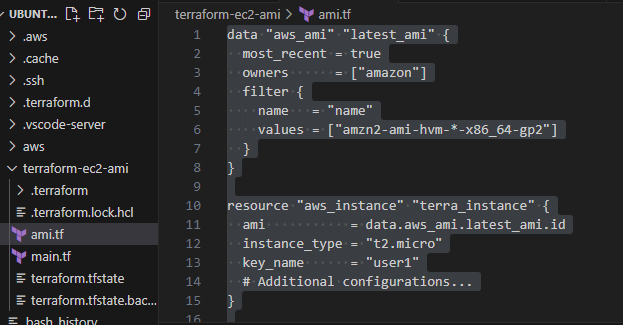 UBUNT...
.aws
.cache
.ssh
.terraform.d
.vscode-server
aws
terraform-ec2-ami
.terraform
.terraform.lock.hcl
ami.tf
main.tf
terraform.tfstate
terraform.tfstate.bac...
bash_history
terraform-ec2-ami > ami.tf
1 data "aws_ami" "latest_ami" {
2   most_recent = true
3   owners      = ["amazon"]
4   filter {
5     name   = "name"
6     values = ["amzn2-ami-hvm-*-x86_64-gp2"]
7   }
8 }
9
10 resource "aws_instance" "terra_instance" {
11   ami           = data.aws_ami.latest_ami.id
12   instance_type = "t2.micro"
13   key_name      = "user1"
14   # Additional configurations...
15 }
16